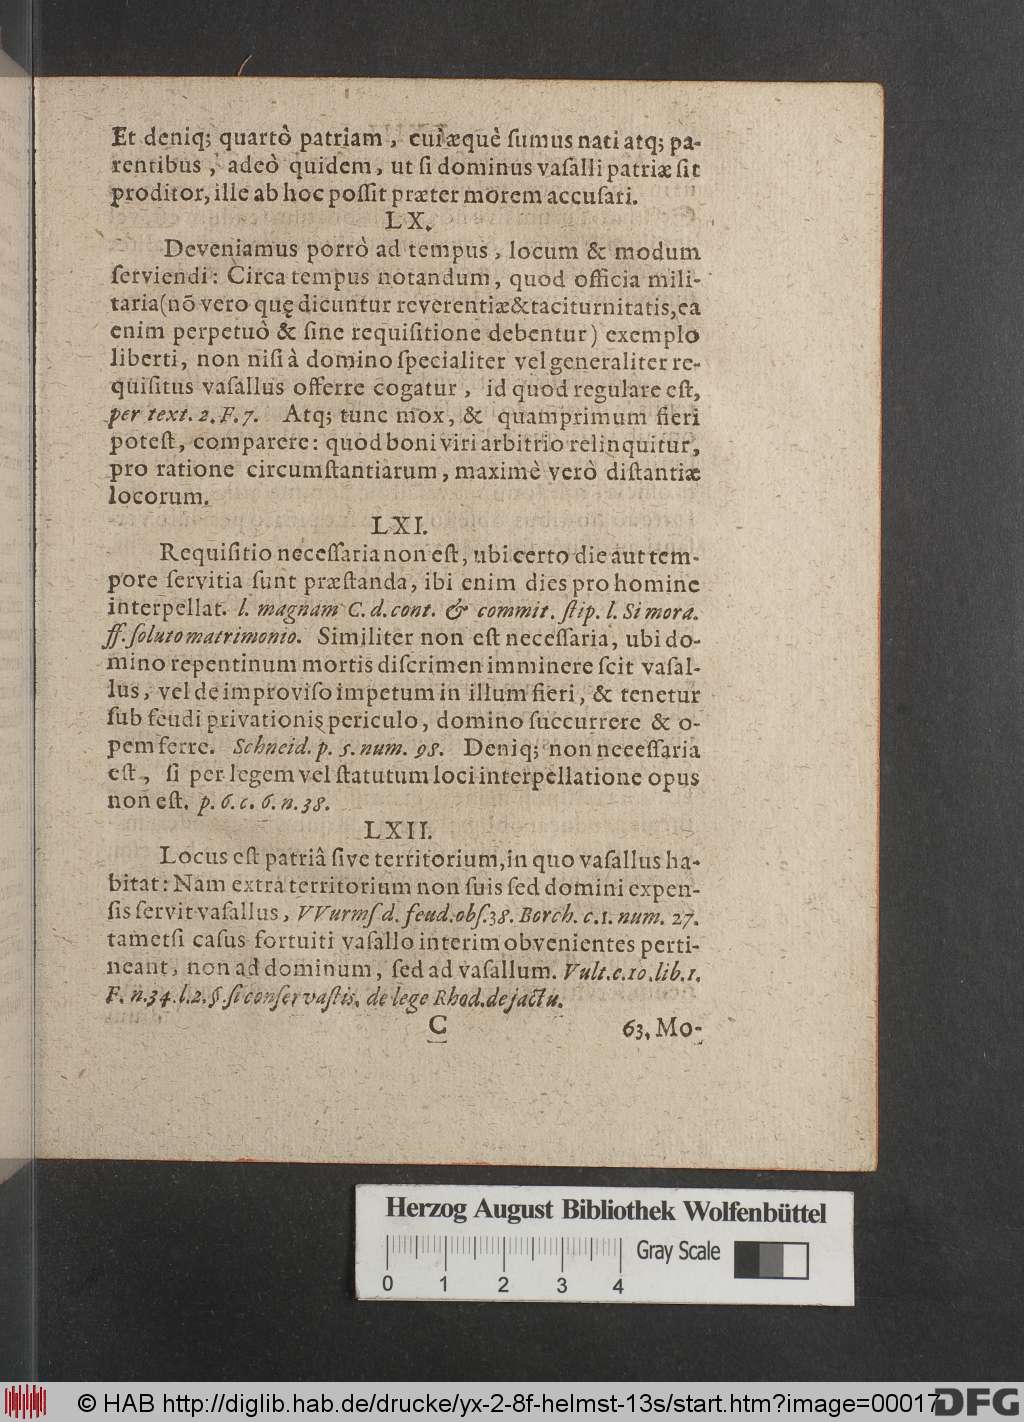 Et deniq; quartò patriam, cui æquè ſumus nati atq; pa-
rentibus, adeò quidem, ut ſi dominus vaſalli patriæ ſit
proditor, ille ab hoc poſſit præter morem accuſari.
LX.
Deveniamus porrò ad tempus, locum & modum
ſerviendi: Circa tempus notandum, quod officia mili-
taria (nõ vero quę dicuntur reverentiæ & taciturnitatis, ea
enim perpetuò & ſine requiſitione debentur) exemplo
liberti, non niſi à domino ſpecialiter vel generaliter re-
quiſitus vaſallus offerre cogatur, id quod regulare eſt,
per text. 2. F. 7. Atq; tunc mox, & quamprimum fieri
poteſt, comparere: quod boni viri arbitrio relinquitur,
pro ratione circumſtantiarum, maximè verò diſtantiæ
locorum.
LXI.
Requiſitio neceſſaria non eſt, ubi certo die aut tem-
pore ſervitia ſunt præſtanda, ibi enim dies pro homine
interpellat. l. magnam C. d. cont. & commit. ſtip. l. Si mora.
ff. ſoluto matrimonio. Similiter non eſt neceſſaria, ubi do-
mino repentinum mortis diſcrimen imminere ſcit vaſal-
lus, vel de improviſo impetum in illum fieri, & tenetur
ſub feudi privationis periculo, domino ſuccurrere & o-
pem ferre. Schneid. p. 5. num. 98. Deniq; non neceſſaria
eſt, ſi per legem vel ſtatutum loci interpellatione opus
non eſt. p. 6. c. 6. n. 38.
LXII.
Locus eſt patriâ ſive territorium, in quo vaſallus ha-
bitat: Nam extra territorium non ſuis ſed domini expen-
ſis ſervit vaſallus, VVurmſ d. feud. obſ. 38. Borch. c. 1. num. 27.
tametſi caſus fortuiti vaſallo interim obvenientes perti-
neant, non ad dominum, ſed ad vaſallum. Vult. c. 10. lib. 1.
F. n. 34. l. 2. §. ſi conſervaſtis. de lege Rhod. de jactu.
C 63. Mo-
Herzog August Bibliothek Wolfenbüttel
Gray Scale
0 1 2 3 4
© HAB http://diglib.hab.de/drucke/yx-2-8f-helmst-13s/start.htm?image=00017
DFG